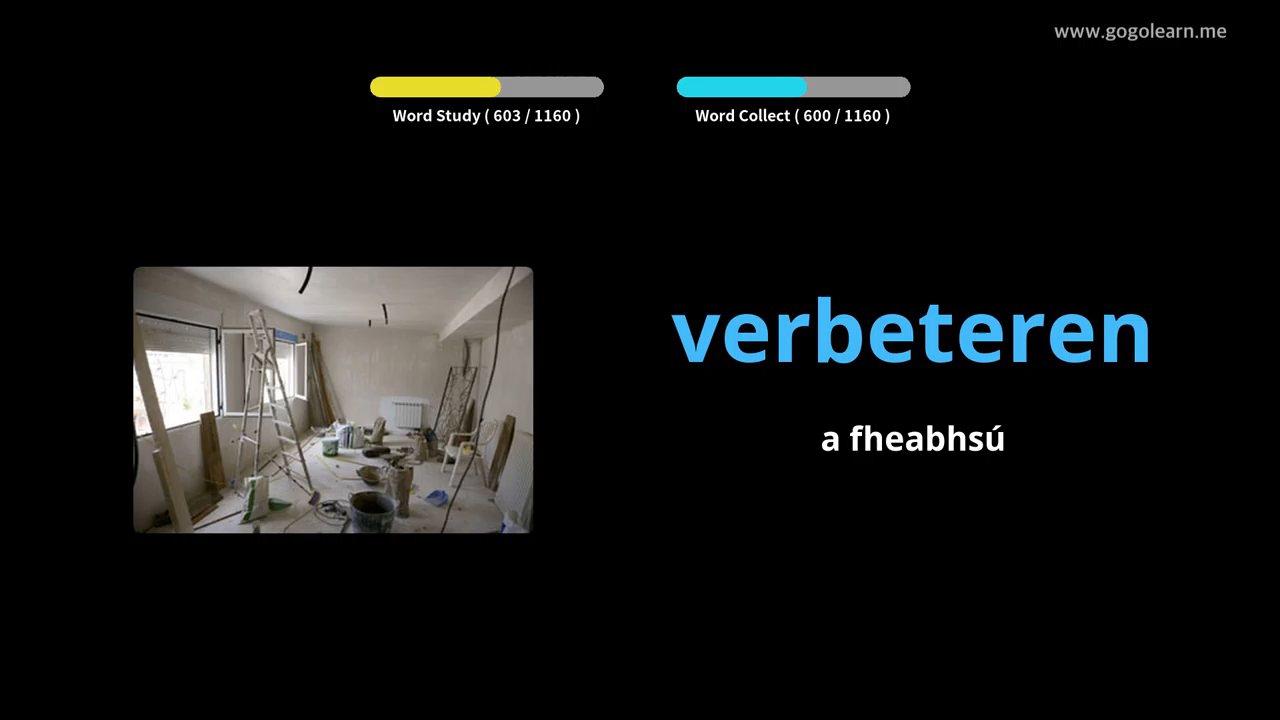 www.gogolearn.me
Word Study ( 603 / 1160 )
Word Collect ( 600 / 1160 )
verbeteren
a fheabhsú